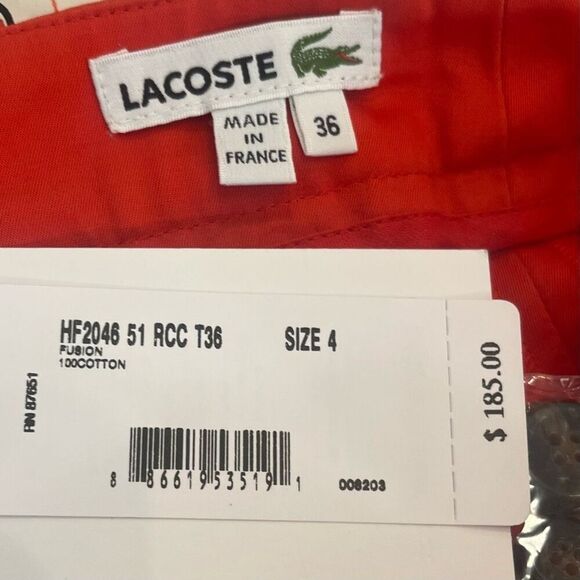 LACOSTE
MADE
IN
FRANCE
36
HF2046 51 RCC T36 SIZE 4
FUSION
100COTTON
RN 87651
$ 185.00
8 86619 53519 1
006203